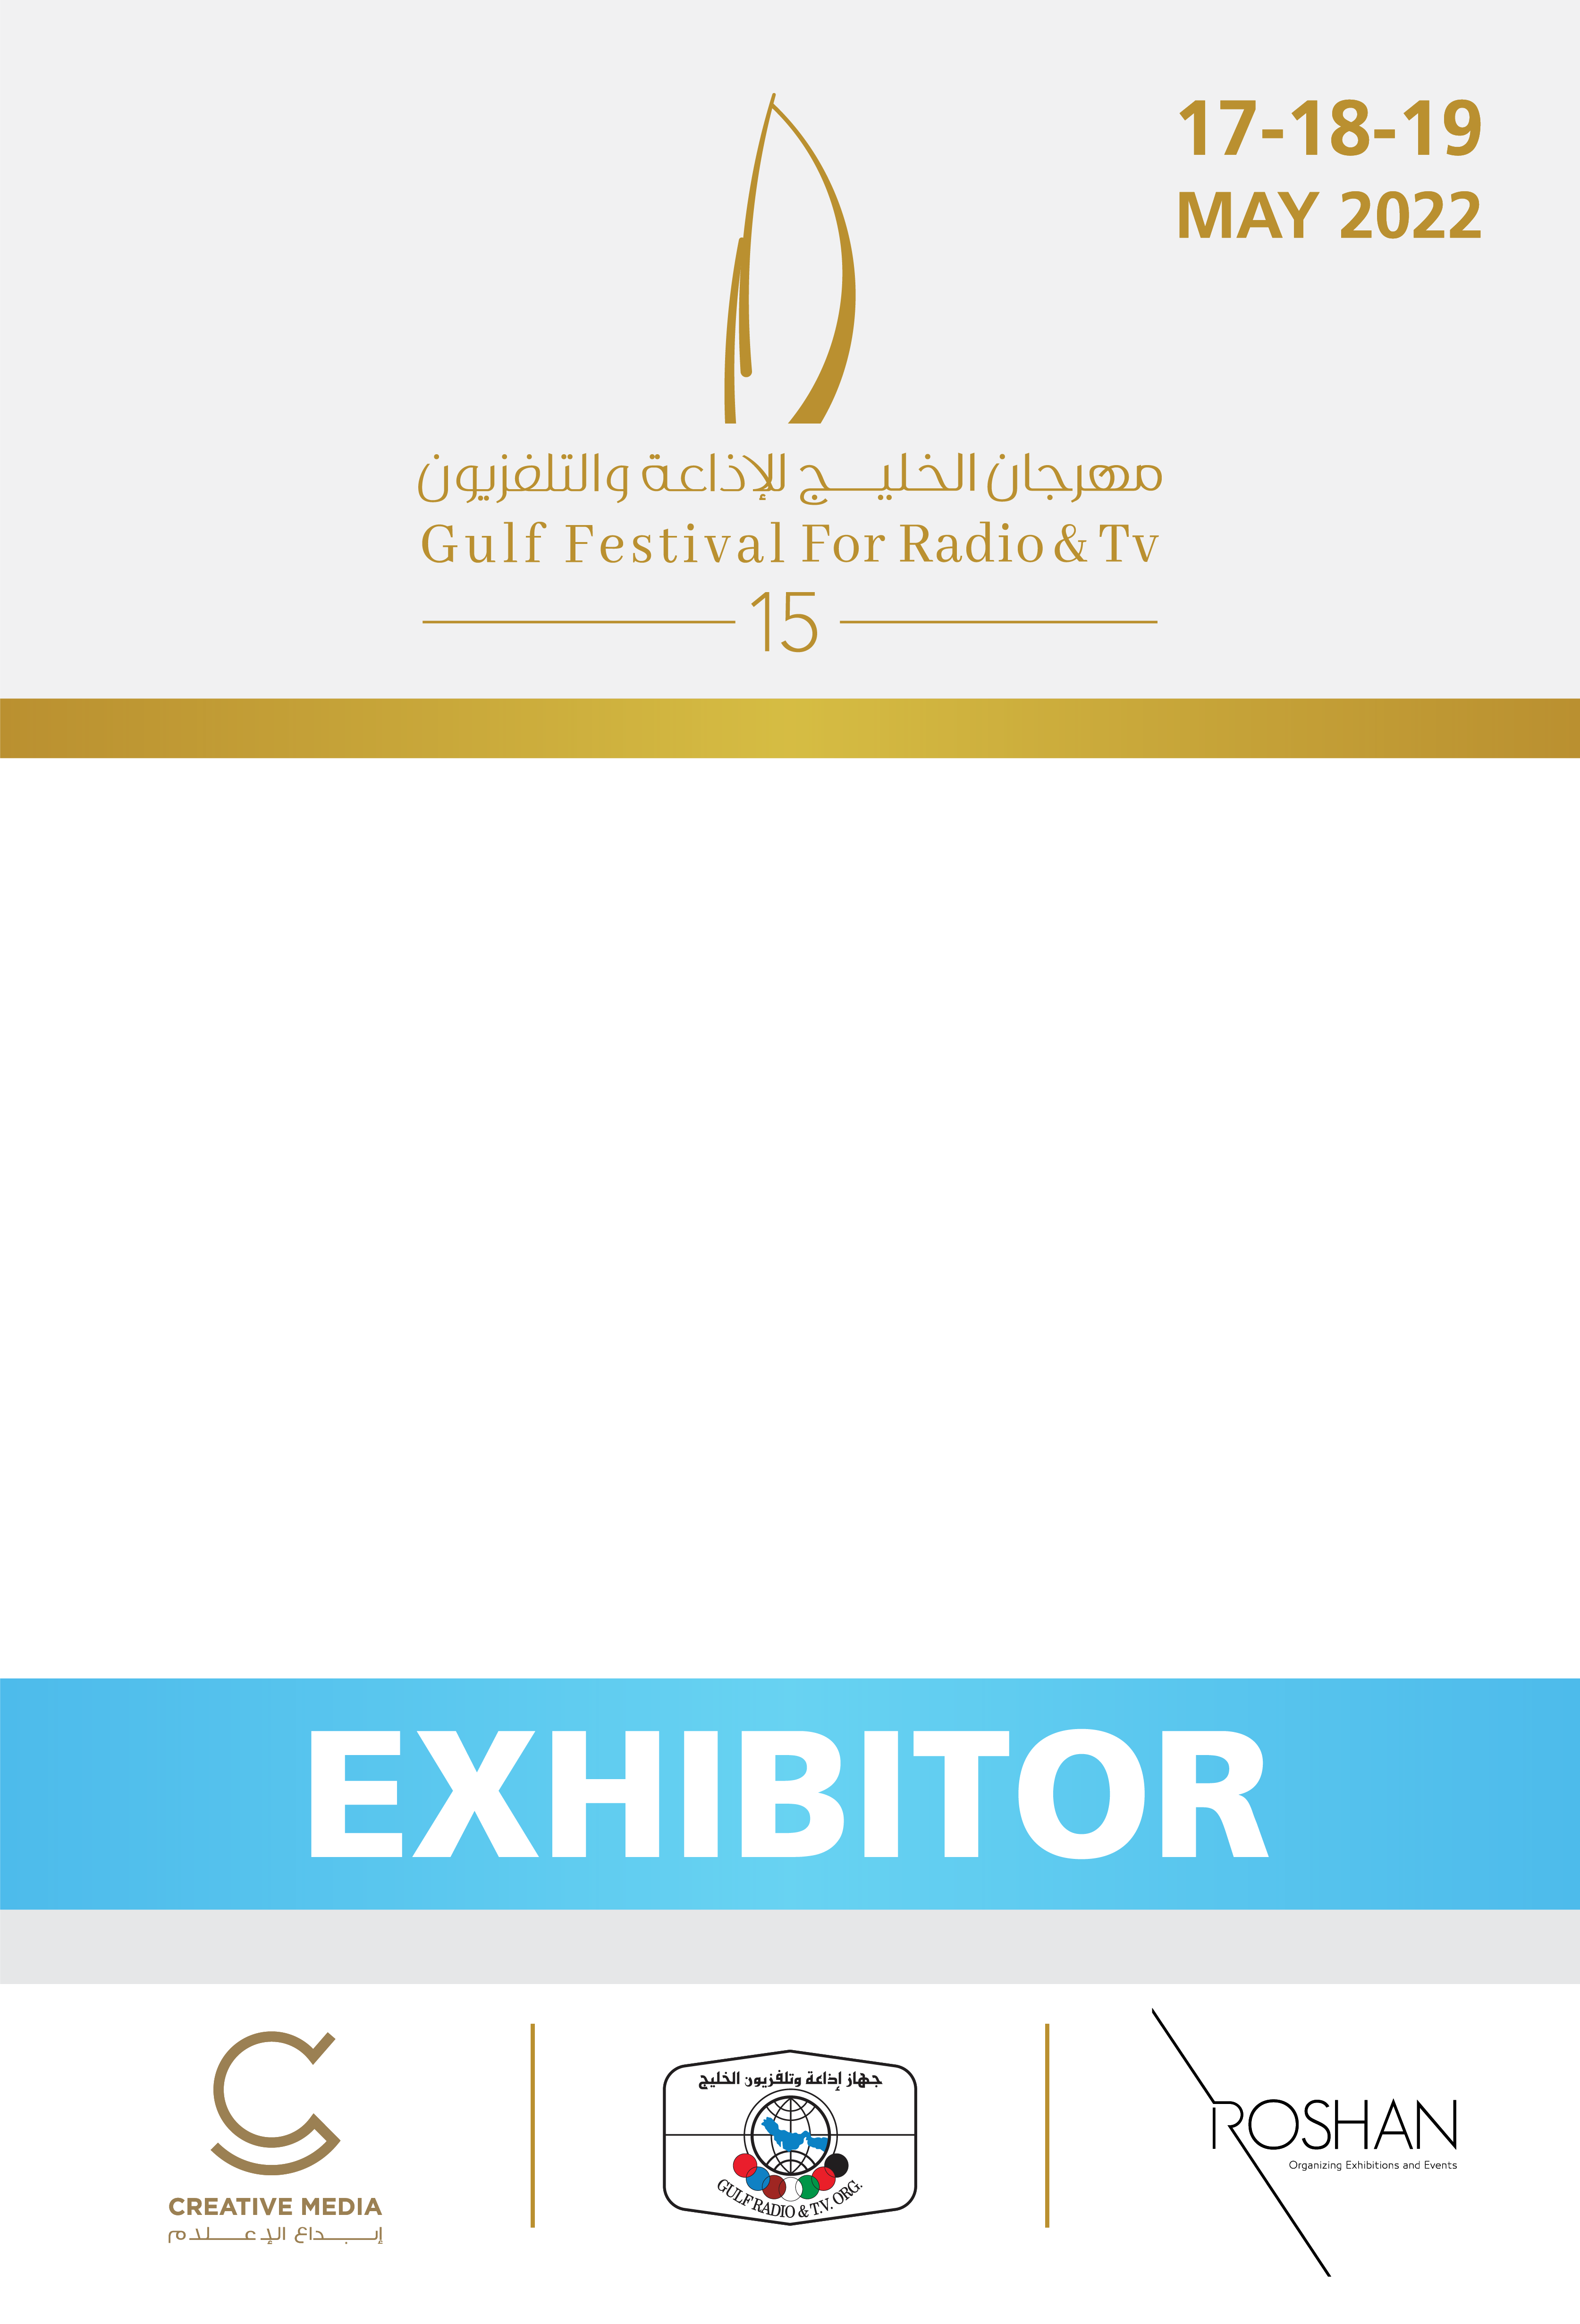 17-18-19
MAY 2022
مهرجان الخليـــج للإذاعة والتلفزيون
Gulf Festival For Radio & Tv
15
EXHIBITOR
CREATIVE MEDIA
إبـــداع الإعـــلام
جهاز إذاعة وتلفزيون الخليج
GULF RADIO & T.V. ORG.
ROSHAN
Organizing Exhibitions and Events